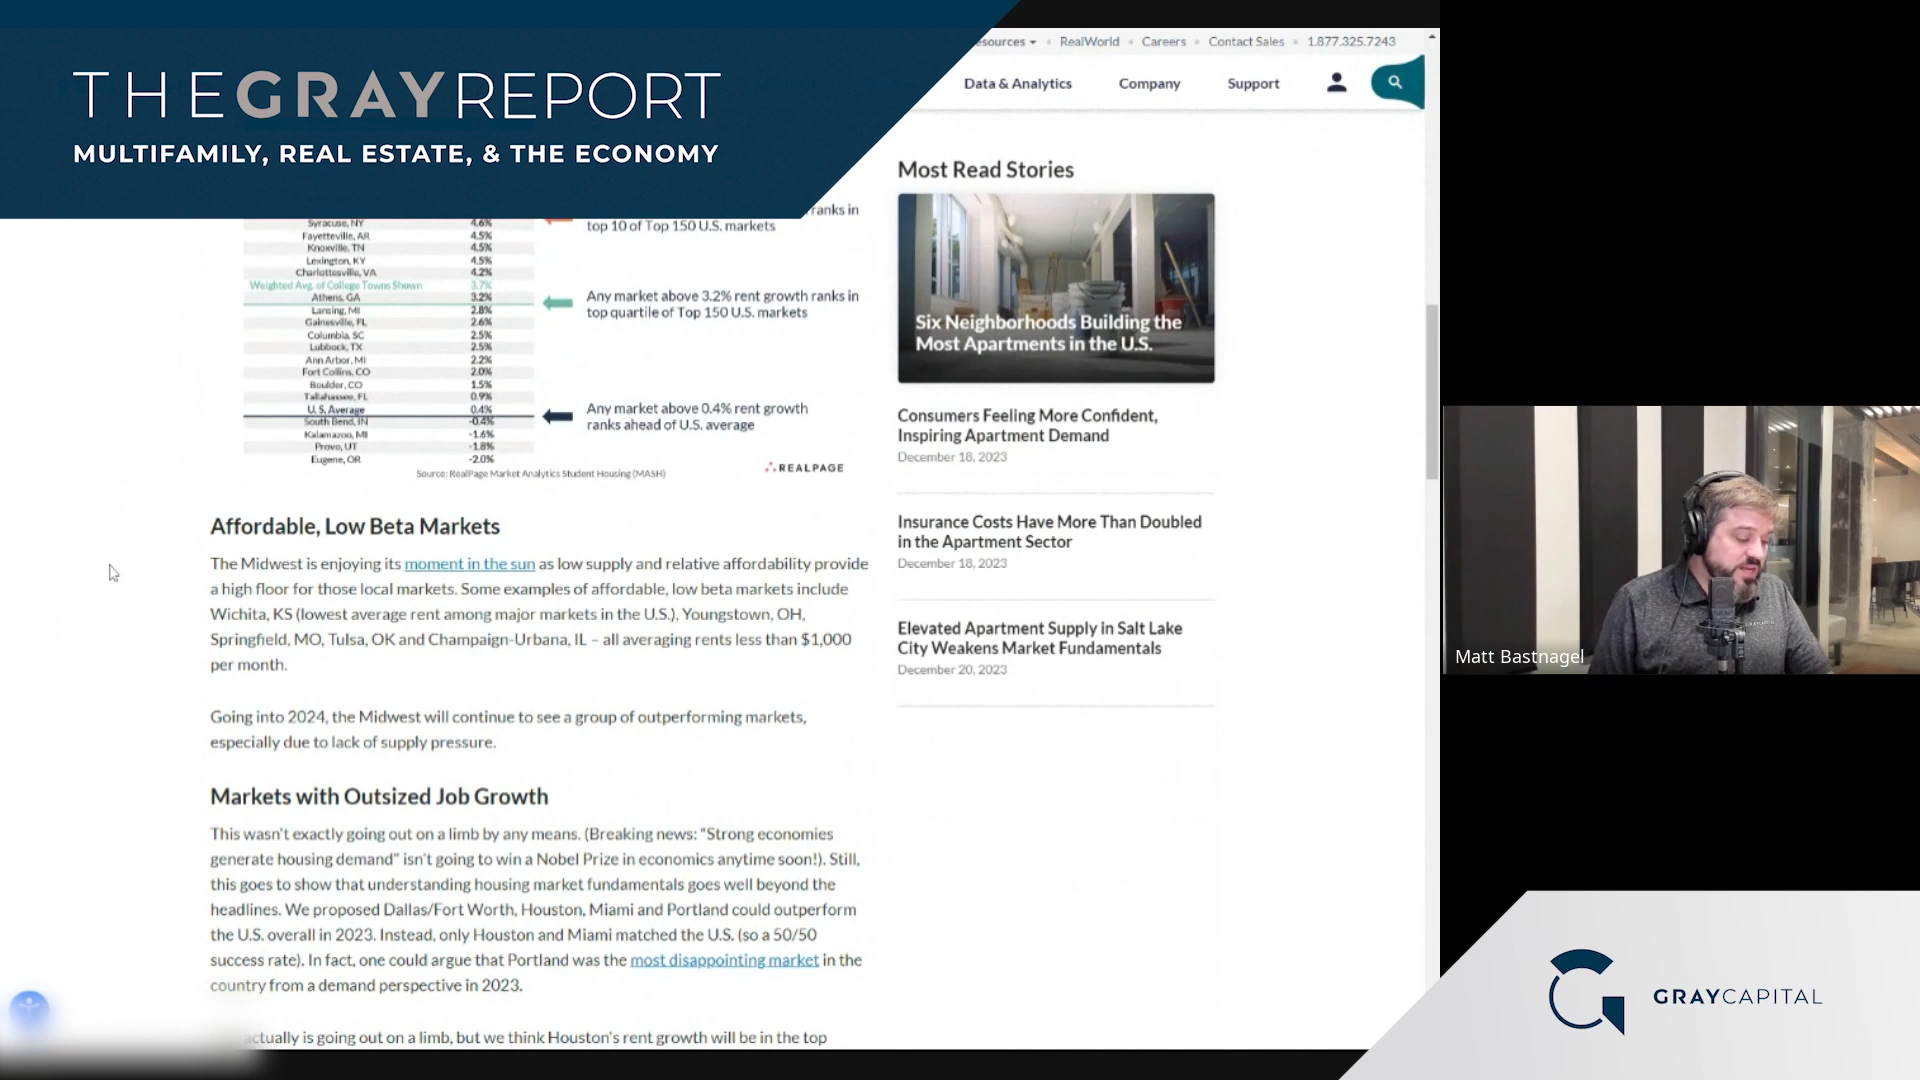 THEGRAYREPORT
MULTIFAMILY, REAL ESTATE, & THE ECONOMY
RealWorld
Careers
Contact Sales
1.877.325.7243
Data & Analytics
Company
Support
ranks in
top 10 of Top 150 U.S. markets
Syracuse, NY 4.6%
Fayetteville, AR 4.5%
Knoxville, TN 4.5%
Lexington, KY 4.5%
Charlottesville, VA 4.2%
Weighted Avg. of College Towns Shown 3.7%
Athens, GA 3.2%
Lansing, MI 2.8%
Gainesville, FL 2.6%
Columbia, SC 2.5%
Lubbock, TX 2.5%
Ann Arbor, MI 2.2%
Fort Collins, CO 2.0%
Boulder, CO 1.5%
Tallahassee, FL 0.9%
U.S. Average 0.4%
South Bend, IN -0.4%
Kalamazoo, MI -1.6%
Provo, UT -1.8%
Eugene, OR -2.0%
Any market above 3.2% rent growth ranks in
top quartile of Top 150 U.S. markets
Any market above 0.4% rent growth
ranks ahead of U.S. average
Source: RealPage Market Analytics Student Housing (MASH)
REALPAGE
Affordable, Low Beta Markets
The Midwest is enjoying its moment in the sun as low supply and relative affordability provide
a high floor for those local markets. Some examples of affordable, low beta markets include
Wichita, KS (lowest average rent among major markets in the U.S.), Youngstown, OH,
Springfield, MO, Tulsa, OK and Champaign-Urbana, IL – all averaging rents less than $1,000
per month.
Going into 2024, the Midwest will continue to see a group of outperforming markets,
especially due to lack of supply pressure.
Markets with Outsized Job Growth
This wasn't exactly going out on a limb by any means. (Breaking news: "Strong economies
generate housing demand" isn't going to win a Nobel Prize in economics anytime soon!). Still,
this goes to show that understanding housing market fundamentals goes well beyond the
headlines. We proposed Dallas/Fort Worth, Houston, Miami and Portland could outperform
the U.S. overall in 2023. Instead, only Houston and Miami matched the U.S. (so a 50/50
success rate). In fact, one could argue that Portland was the most disappointing market in the
country from a demand perspective in 2023.
actually is going out on a limb, but we think Houston's rent growth will be in the top
Most Read Stories
Six Neighborhoods Building the
Most Apartments in the U.S.
Consumers Feeling More Confident,
Inspiring Apartment Demand
December 18, 2023
Insurance Costs Have More Than Doubled
in the Apartment Sector
December 18, 2023
Elevated Apartment Supply in Salt Lake
City Weakens Market Fundamentals
December 20, 2023
Matt Bastnagel
GRAYCAPITAL